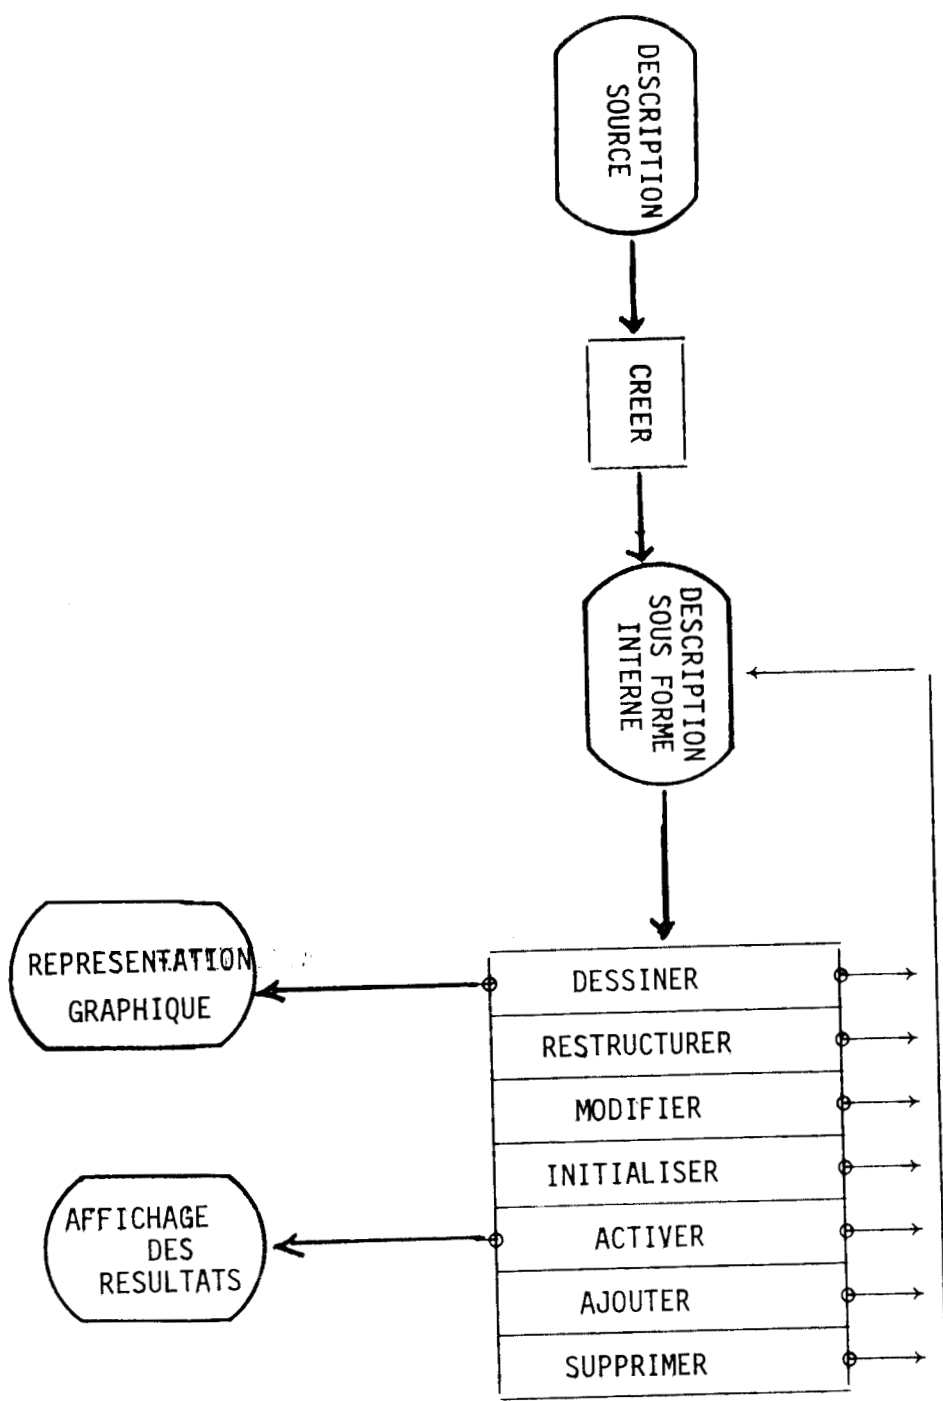 DESCRIPTION
SOURCE
CREER
DESCRIPTION
SOUS FORME
INTERNE
REPRESENTATION
GRAPHIQUE
DESSINER
RESTRUCTURER
MODIFIER
INITIALISER
ACTIVER
AJOUTER
SUPPRIMER
AFFICHAGE
DES
RESULTATS